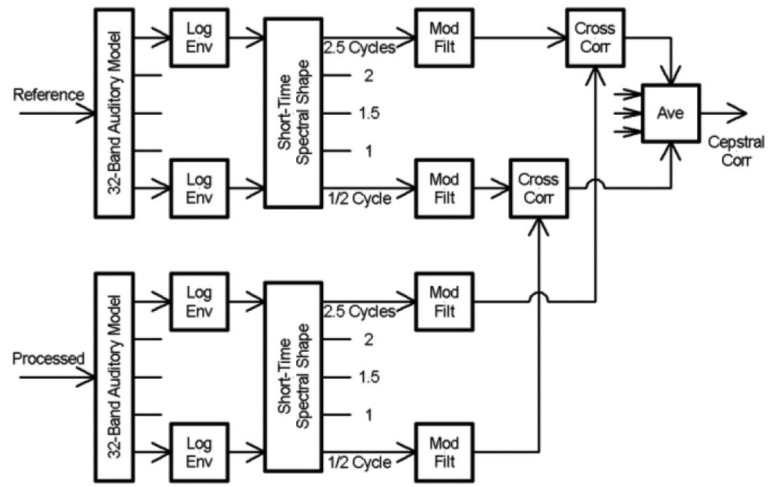 Reference
32-Band Auditory Model
Log
Env
Log
Env
Short-Time
Spectral Shape
2.5 Cycles
2
1.5
1
1/2 Cycle
Mod
Filt
Mod
Filt
Cross
Corr
Cross
Corr
Ave
Cepstral
Corr
Processed
32-Band Auditory Model
Log
Env
Log
Env
Short-Time
Spectral Shape
2.5 Cycles
2
1.5
1
1/2 Cycle
Mod
Filt
Mod
Filt